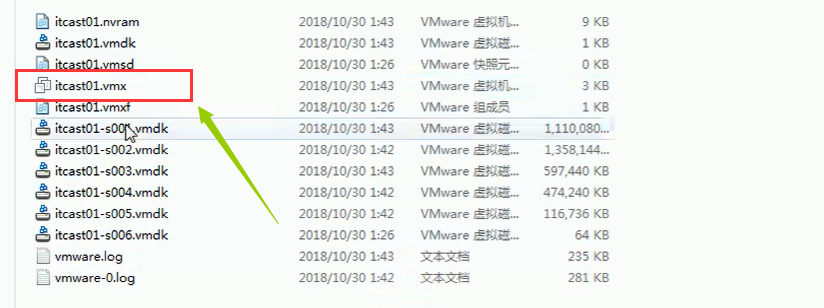 itcast01.nvram 2018/10/30 1:43 VMware 虚拟机... 9 KB
itcast01.vmdk 2018/10/30 1:43 VMware 虚拟磁... 1 KB
itcast01.vmsd 2018/10/30 1:26 VMware 快照元... 0 KB
itcast01.vmx 2018/10/30 1:43 VMware 虚拟机... 3 KB
itcast01.vmxf 2018/10/30 1:26 VMware 组成员 1 KB
itcast01-s001.vmdk 2018/10/30 1:43 VMware 虚拟磁... 1,110,080...
itcast01-s002.vmdk 2018/10/30 1:42 VMware 虚拟磁... 1,358,144...
itcast01-s003.vmdk 2018/10/30 1:43 VMware 虚拟磁... 597,440 KB
itcast01-s004.vmdk 2018/10/30 1:42 VMware 虚拟磁... 474,240 KB
itcast01-s005.vmdk 2018/10/30 1:42 VMware 虚拟磁... 116,736 KB
itcast01-s006.vmdk 2018/10/30 1:26 VMware 虚拟磁... 64 KB
vmware.log 2018/10/30 1:43 文本文档 235 KB
vmware-0.log 2018/10/30 1:42 文本文档 281 KB